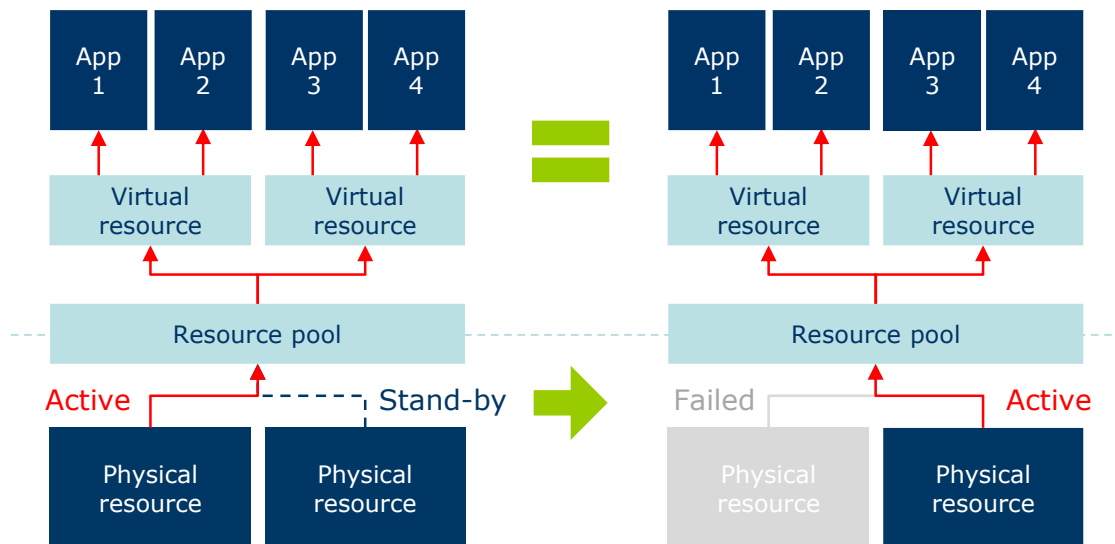 App
1
App
2
App
3
App
4
App
1
App
2
App
3
App
4
Virtual
resource
Virtual
resource
Virtual
resource
Virtual
resource
Resource pool
Resource pool
Active
Stand-by
Failed
Active
Physical
resource
Physical
resource
Physical
resource
Physical
resource